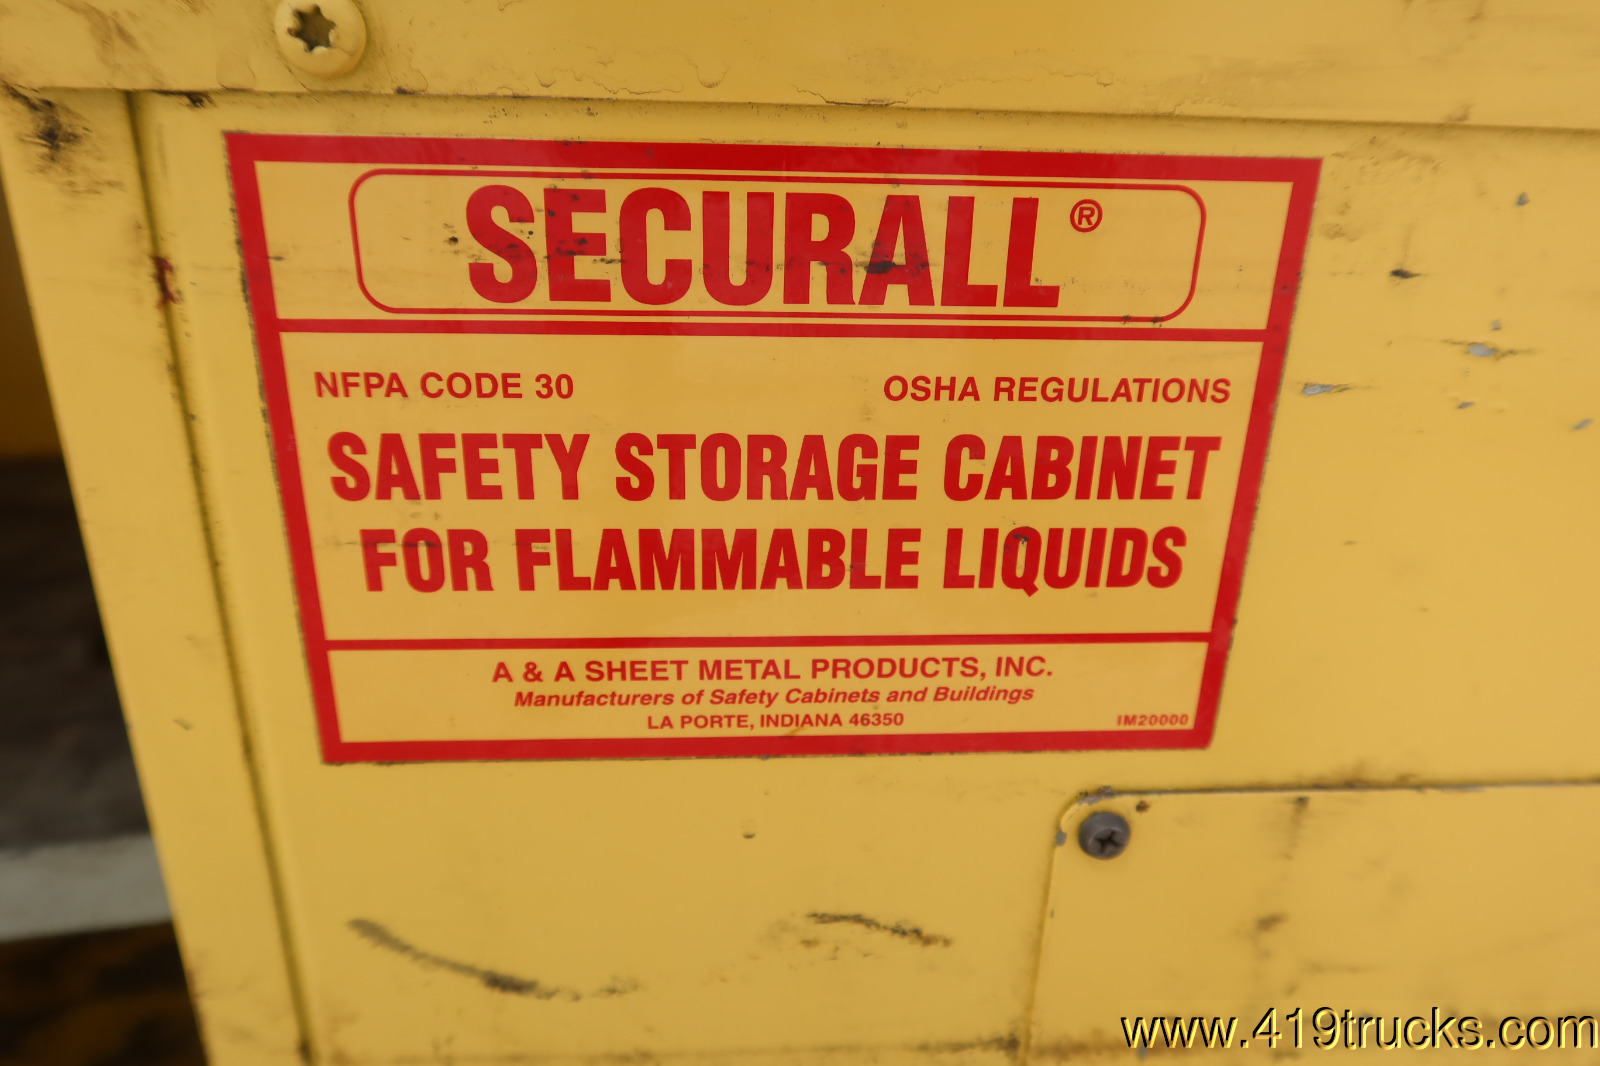 SECURALL®
NFPA CODE 30 OSHA REGULATIONS
SAFETY STORAGE CABINET
FOR FLAMMABLE LIQUIDS
A & A SHEET METAL PRODUCTS, INC.
Manufacturers of Safety Cabinets and Buildings
LA PORTE, INDIANA 46350 IM20000
www.419trucks.com